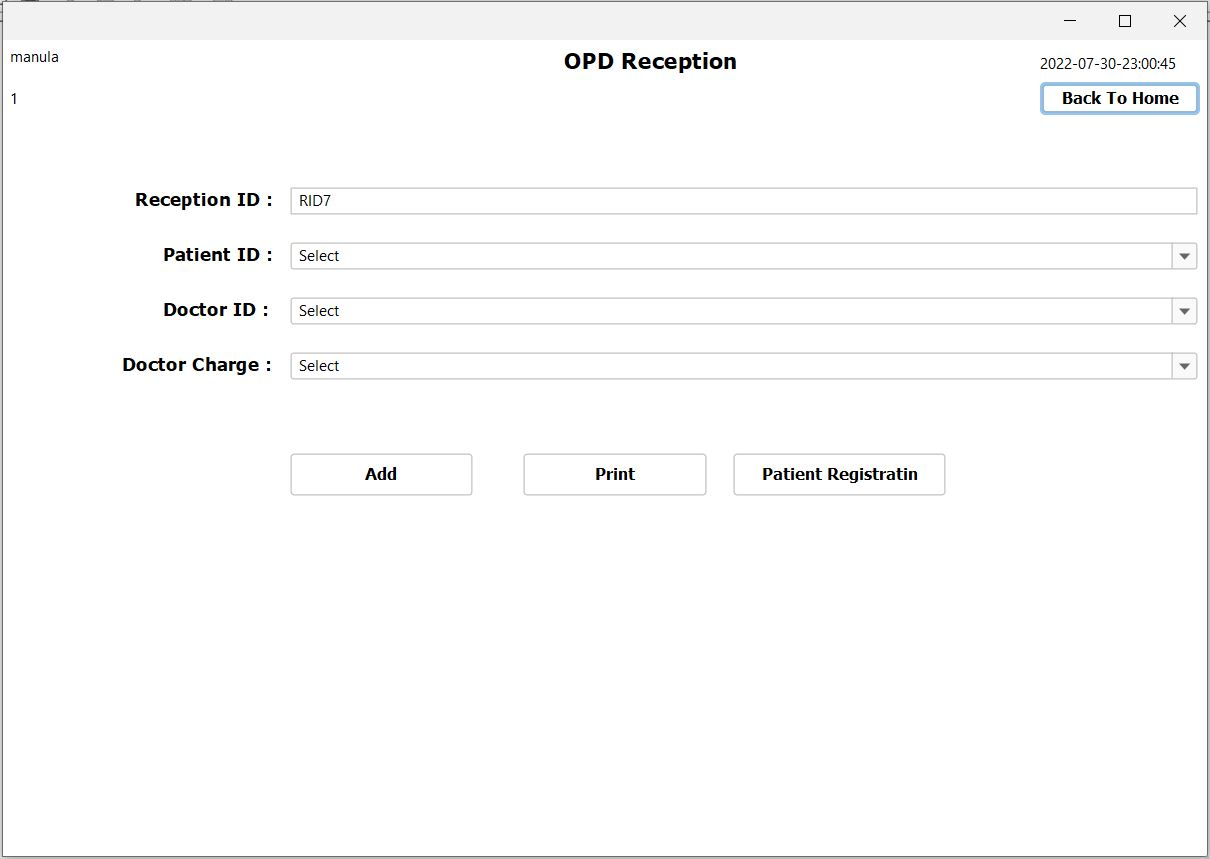 manula
OPD Reception
2022-07-30-23:00:45
1
Back To Home
Reception ID :
RID7
Patient ID :
Select
Doctor ID :
Select
Doctor Charge :
Select
Add
Print
Patient Registratin